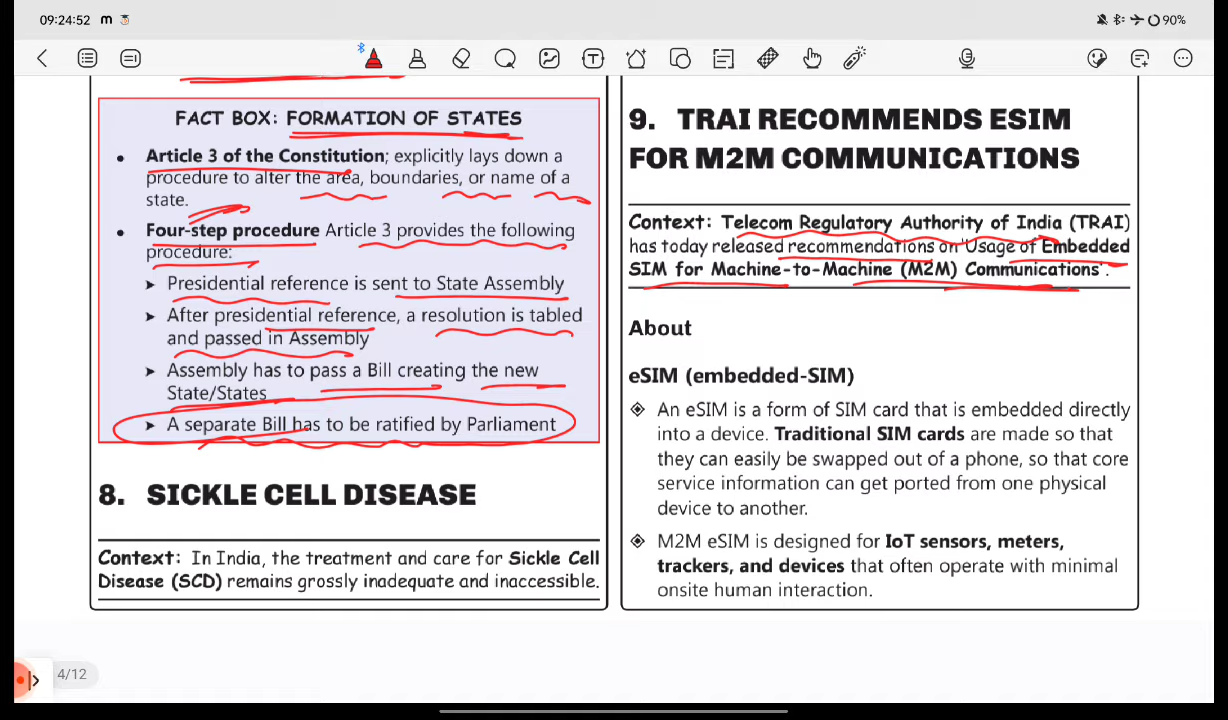 09:24:52 m
90%
FACT BOX: FORMATION OF STATES
• Article 3 of the Constitution; explicitly lays down a
procedure to alter the area, boundaries, or name of a
state.
• Four-step procedure Article 3 provides the following
procedure:
➤ Presidential reference is sent to State Assembly
➤ After presidential reference, a resolution is tabled
and passed in Assembly
➤ Assembly has to pass a Bill creating the new
State/States
➤ A separate Bill has to be ratified by Parliament
8. SICKLE CELL DISEASE
Context: In India, the treatment and care for Sickle Cell
Disease (SCD) remains grossly inadequate and inaccessible.
9. TRAI RECOMMENDS ESIM
FOR M2M COMMUNICATIONS
Context: Telecom Regulatory Authority of India (TRAI)
has today released recommendations on 'Usage of Embedded
SIM for Machine-to-Machine (M2M) Communications'.
About
eSIM (embedded-SIM)
An eSIM is a form of SIM card that is embedded directly
into a device. Traditional SIM cards are made so that
they can easily be swapped out of a phone, so that core
service information can get ported from one physical
device to another.
M2M eSIM is designed for IoT sensors, meters,
trackers, and devices that often operate with minimal
onsite human interaction.
4/12